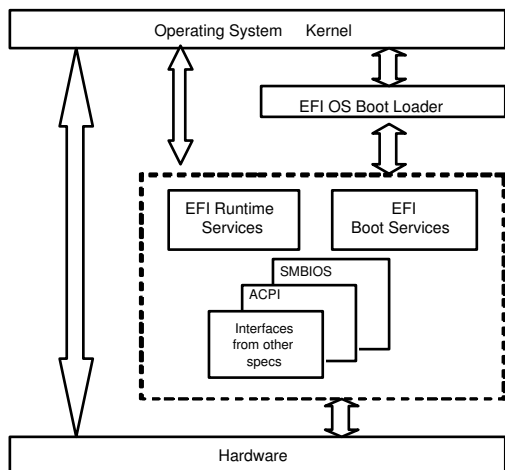 Operating System Kernel
EFI OS Boot Loader
EFI Runtime
Services
EFI
Boot Services
SMBIOS
ACPI
Interfaces
from other
specs
Hardware